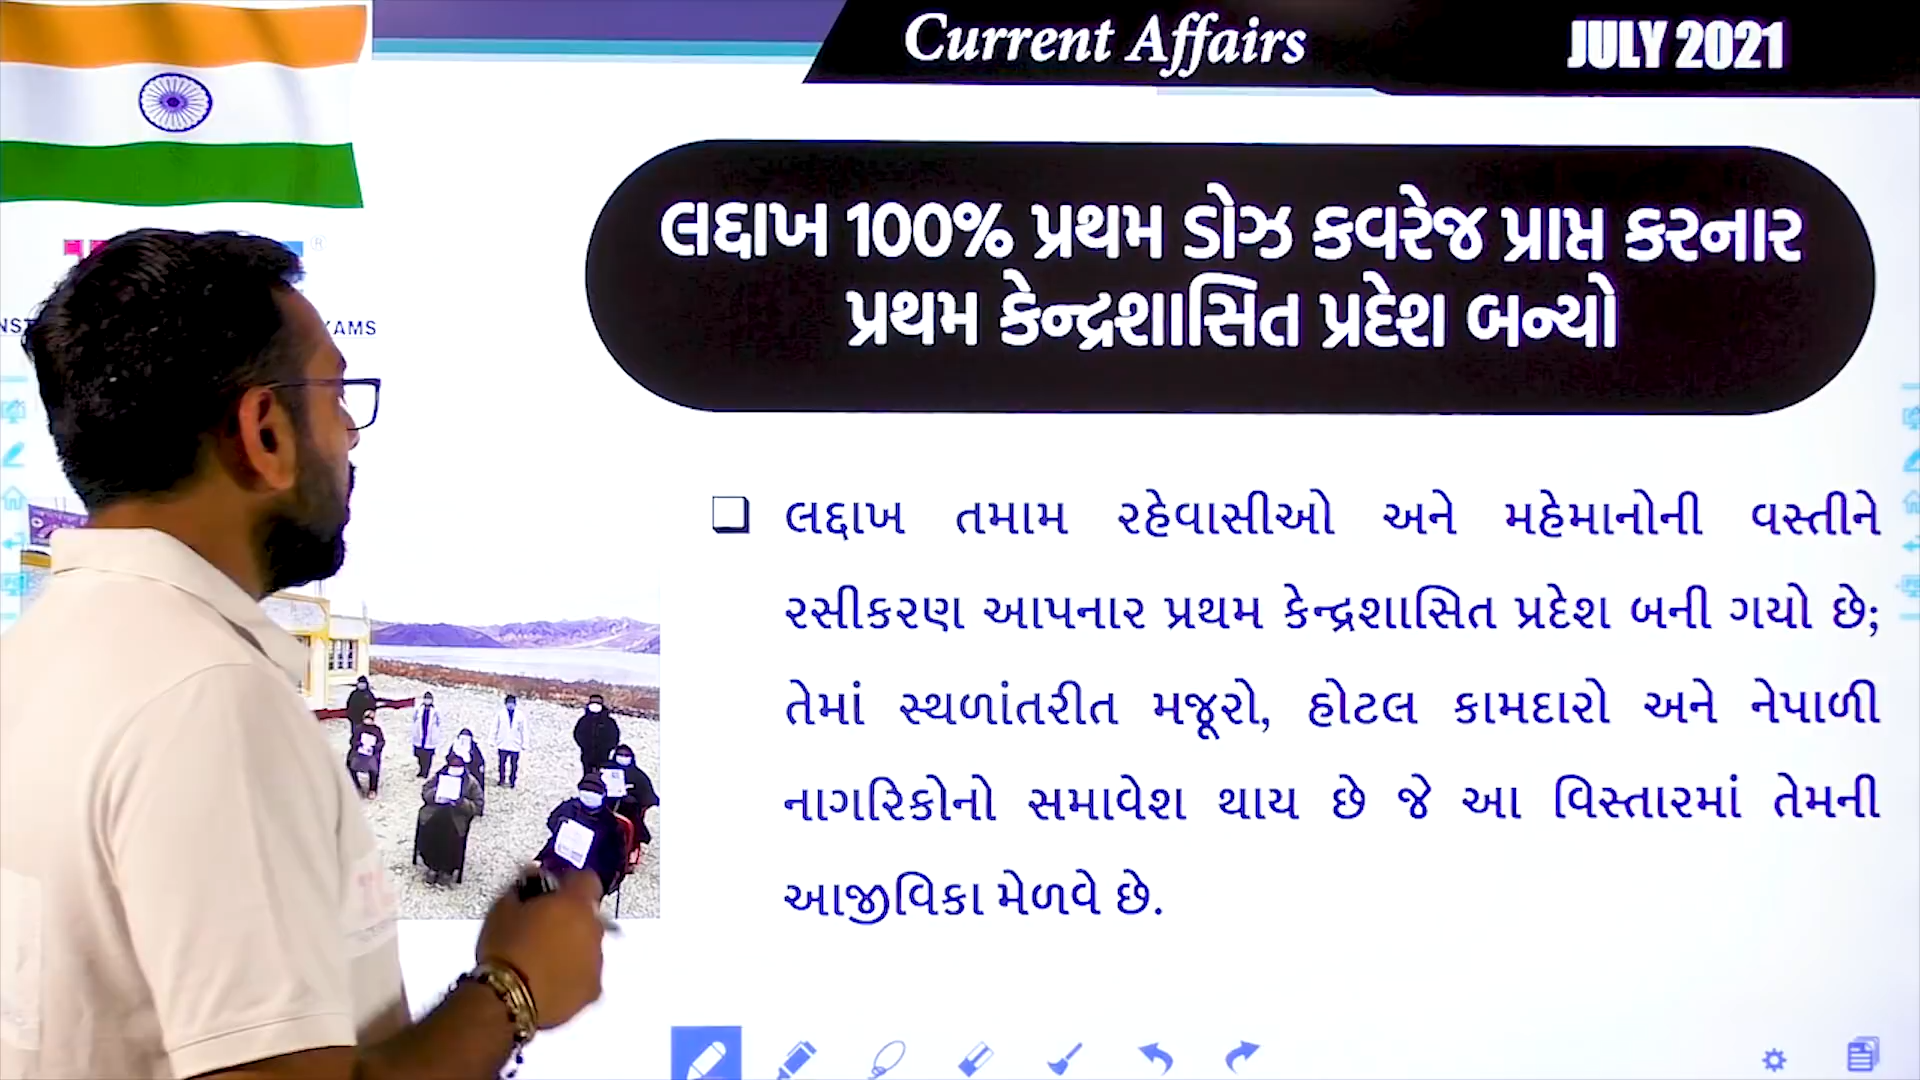 Current Affairs
JULY 2021
લદ્દાખ 100% પ્રથમ ડોઝ કવરેજ પ્રાપ્ત કરનાર
પ્રથમ કેન્દ્રશાસિત પ્રદેશ બન્યો
લદ્દાખ તમામ રહેવાસીઓ અને મહેમાનોની વસ્તીને
રસીકરણ આપનાર પ્રથમ કેન્દ્રશાસિત પ્રદેશ બની ગયો છે;
તેમાં સ્થળાંતરીત મજૂરો, હોટલ કામદારો અને નેપાળી
નાગરિકોનો સમાવેશ થાય છે જે આ વિસ્તારમાં તેમની
આજીવિકા મેળવે છે.